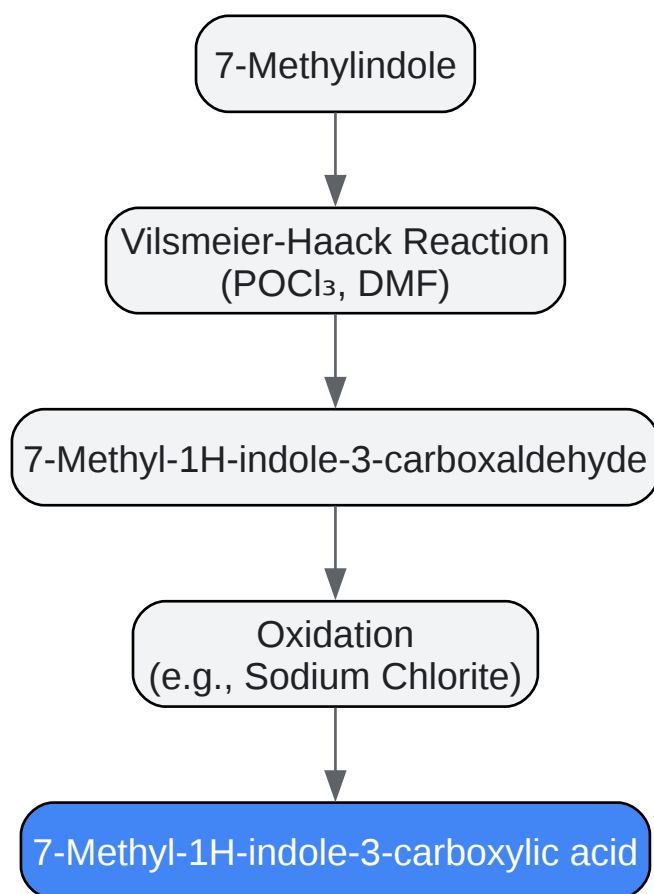 7-Methylindole
Vilsmeier-Haack Reaction
(POCl₃, DMF)
7-Methyl-1H-indole-3-carboxaldehyde
Oxidation
(e.g., Sodium Chlorite)
7-Methyl-1H-indole-3-carboxylic acid